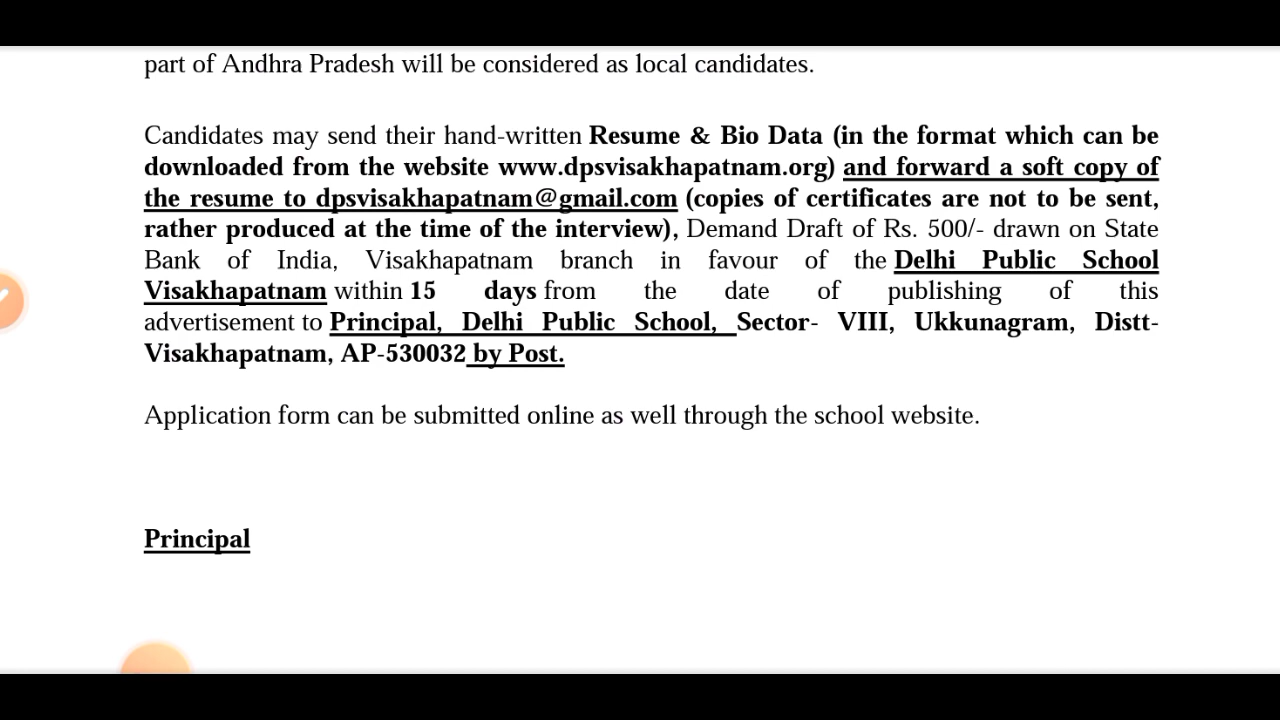 part of Andhra Pradesh will be considered as local candidates.
Candidates may send their hand-written Resume & Bio Data (in the format which can be
downloaded from the website www.dpsvisakhapatnam.org) and forward a soft copy of
the resume to dpsvisakhapatnam@gmail.com (copies of certificates are not to be sent,
rather produced at the time of the interview), Demand Draft of Rs. 500/- drawn on State
Bank of India, Visakhapatnam branch in favour of the Delhi Public School
Visakhapatnam within 15 days from the date of publishing of this
advertisement to Principal, Delhi Public School, Sector- VIII, Ukkunagram, Distt-
Visakhapatnam, AP-530032 by Post.
Application form can be submitted online as well through the school website.
Principal